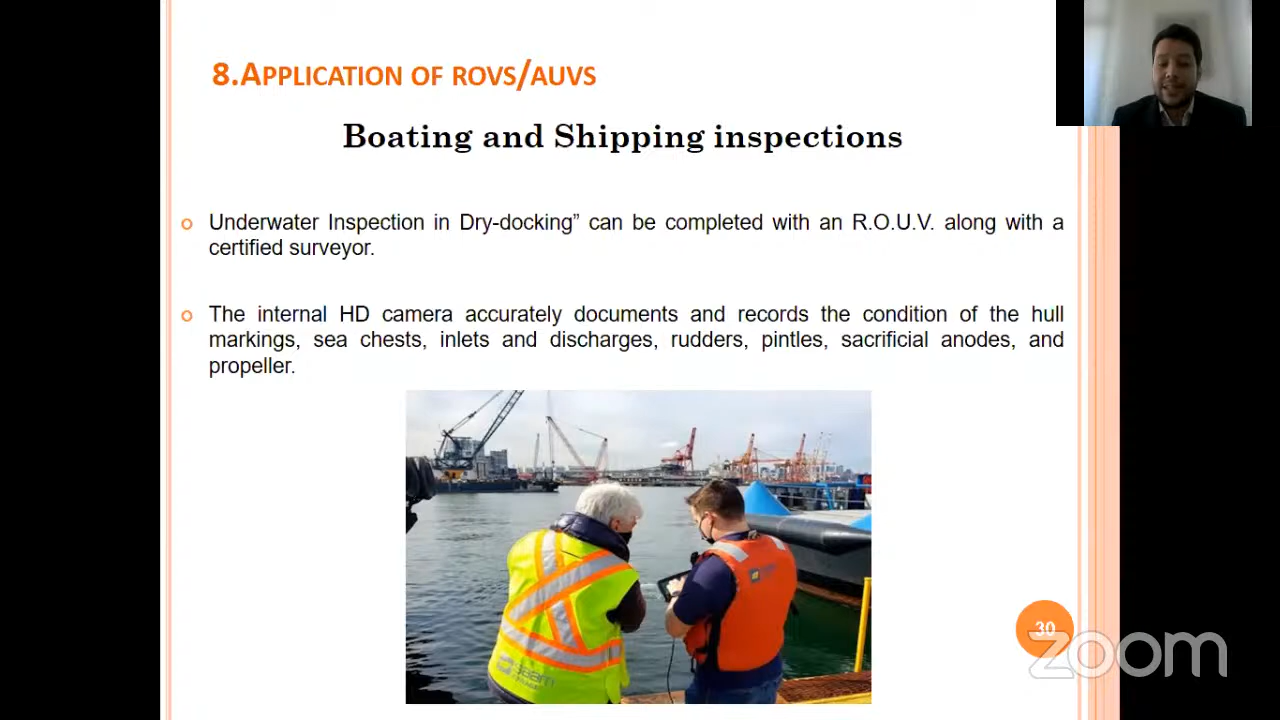 8.APPLICATION OF ROVS/AUVS
Boating and Shipping inspections
Underwater Inspection in Dry-docking” can be completed with an R.O.U.V. along with a
certified surveyor.
The internal HD camera accurately documents and records the condition of the hull
markings, sea chests, inlets and discharges, rudders, pintles, sacrificial anodes, and
propeller.
30
zoom